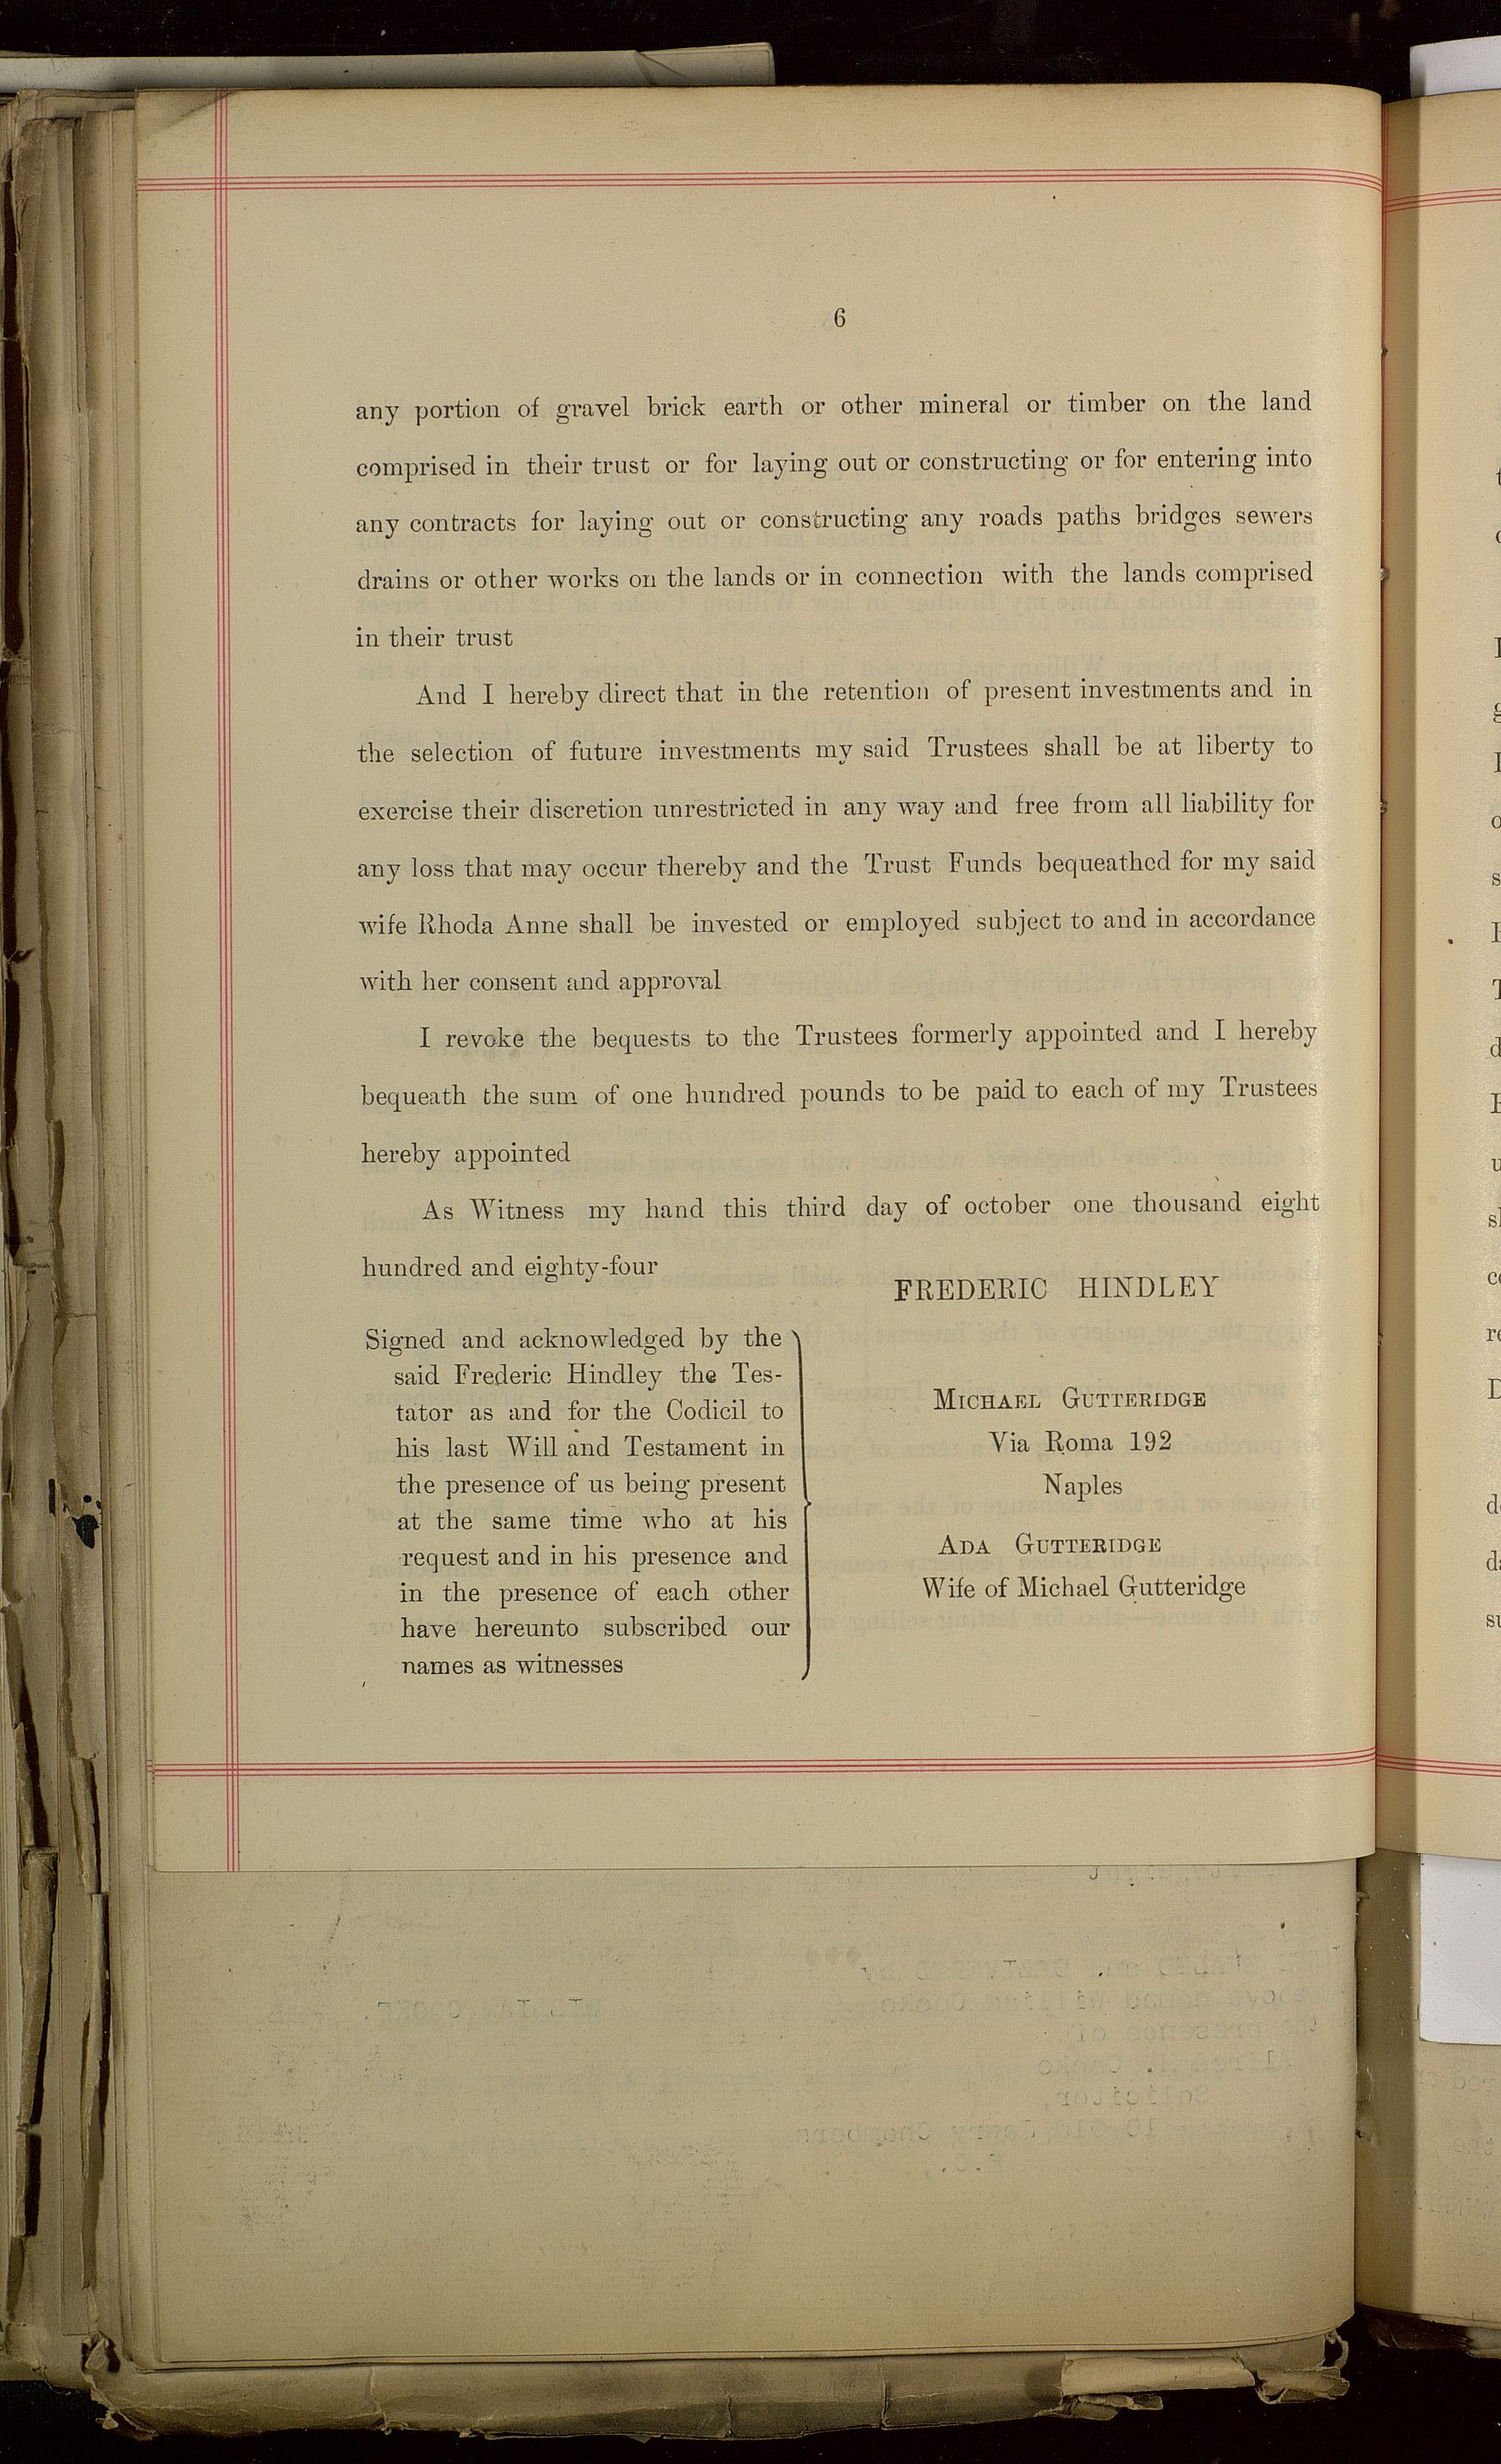 6
any portion of gravel brick earth or other mineral or timber on the land
comprised in their trust or for laying out or constructing or for entering into
any contracts for laying out or constructing any roads paths bridges sewers
drains or other works on the lands or in connection with the lands comprised
in their trust
And I hereby direct that in the retention of present investments and in
the selection of future investments my said Trustees shall be at liberty to
exercise their discretion unrestricted in any way and free from all liability for
any loss that may occur thereby and the Trust Funds bequeathed for my said
wife Rhoda Anne shall be invested or employed subject to and in accordance
with her consent and approval
I revoke the bequests to the Trustees formerly appointed and I hereby
bequeath the sum of one hundred pounds to be paid to each of my Trustees
hereby appointed
As Witness my hand this third day of october one thousand eight
hundred and eighty-four
FREDERIC HINDLEY
Signed and acknowledged by the
said Frederic Hindley the Tes-
tator as and for the Codicil to
his last Will and Testament in
the presence of us being present
at the same time who at his
request and in his presence and
in the presence of each other
have hereunto subscribed our
names as witnesses
MICHAEL GUTTERIDGE
Via Roma 192
Naples
ADA GUTTERIDGE
Wife of Michael Gutteridge